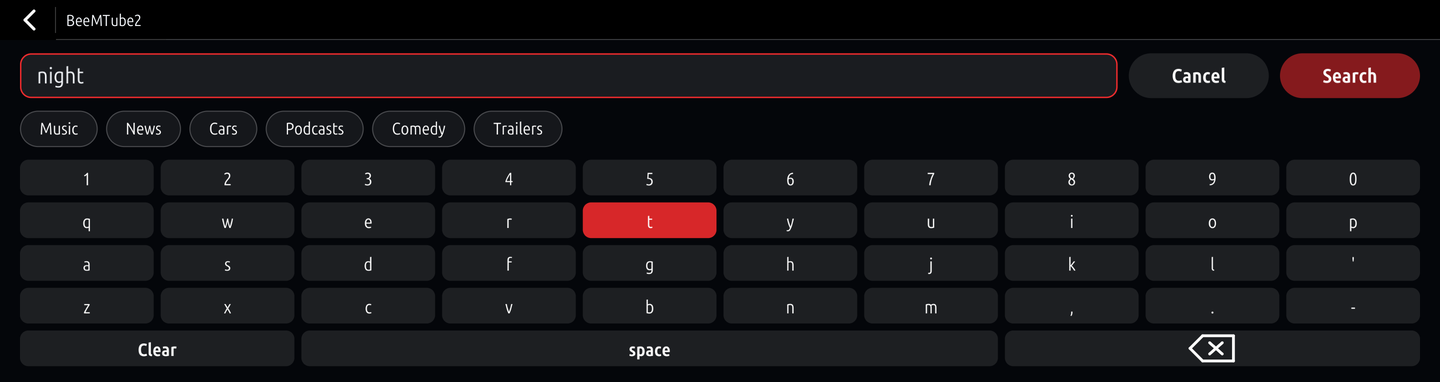 BeeMTube2
night Cancel Search
Music News Cars Podcasts Comedy Trailers
1 2 3 4 5 6 7 8 9 0
q w e r t y u i o p
a s d f g h j k l '
z x c v b n m , . -
Clear space